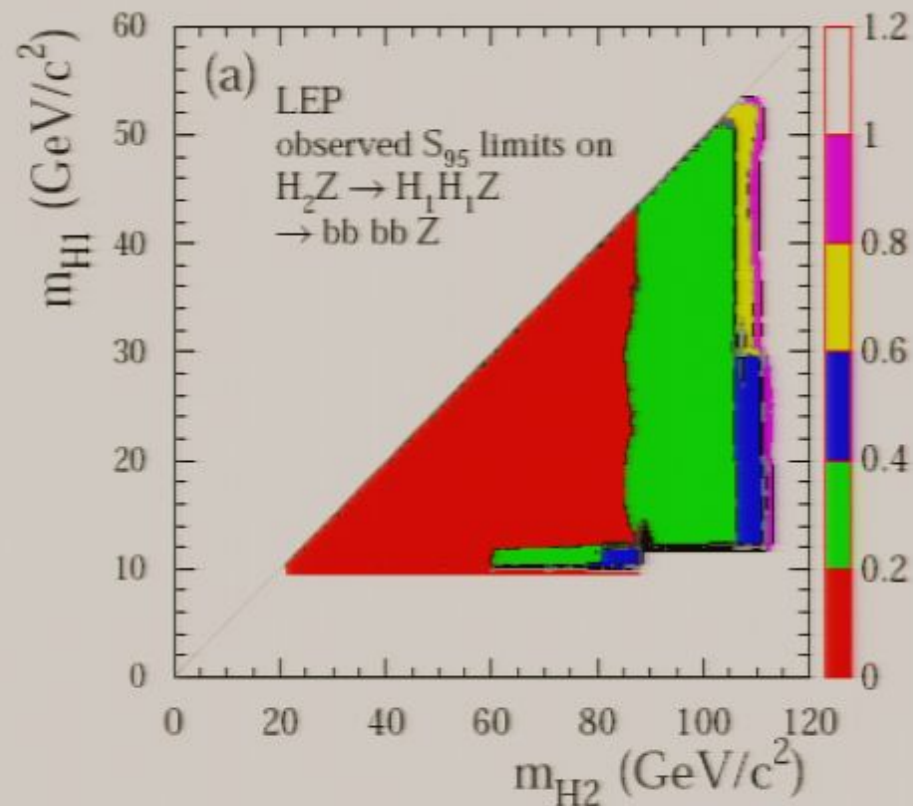 (a)
LEP
observed S₉₅ limits on
H₂Z → H₁H₁Z
→ bb bb Z
m_H1 (GeV/c²)
60
50
40
30
20
10
0
0 20 40 60 80 100 120
m_H2 (GeV/c²)
1.2
1
0.8
0.6
0.4
0.2
0